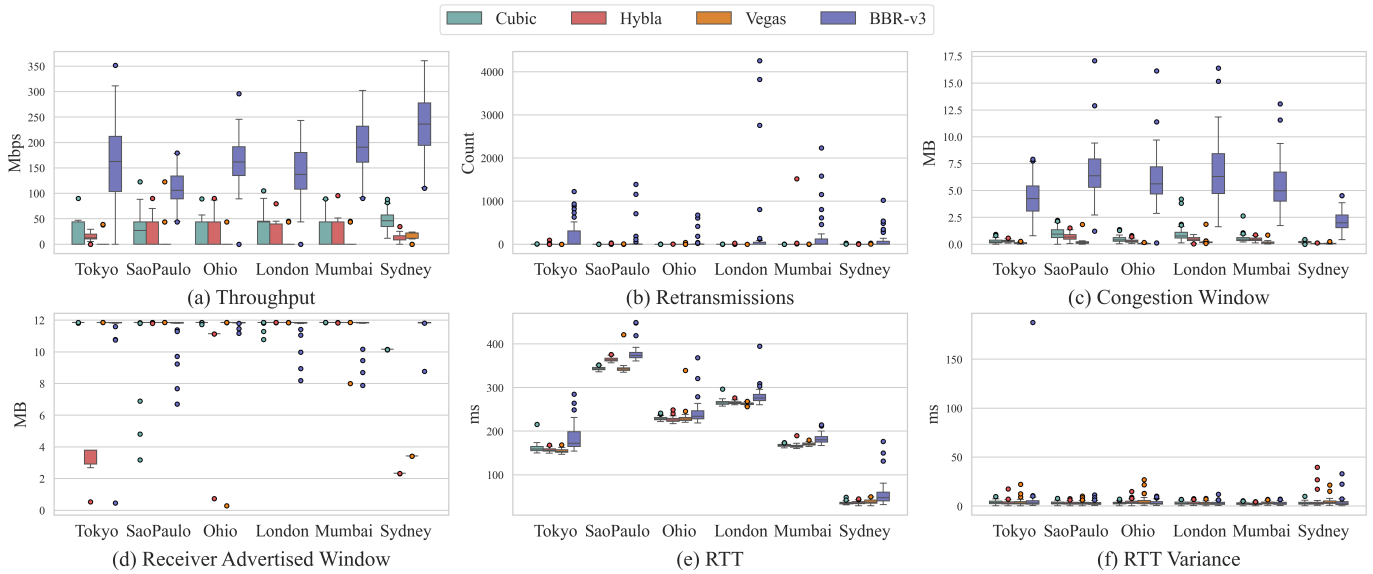 Cubic Hybla Vegas BBR-v3
350
300
250
200
150
100
50
0
Mbps
Tokyo SaoPaulo Ohio London Mumbai Sydney
(a) Throughput
4000
3000
2000
1000
0
Count
Tokyo SaoPaulo Ohio London Mumbai Sydney
(b) Retransmissions
17.5
15.0
12.5
10.0
7.5
5.0
2.5
0.0
MB
Tokyo SaoPaulo Ohio London Mumbai Sydney
(c) Congestion Window
12
10
8
6
4
2
0
MB
Tokyo SaoPaulo Ohio London Mumbai Sydney
(d) Receiver Advertised Window
400
300
200
100
ms
Tokyo SaoPaulo Ohio London Mumbai Sydney
(e) RTT
150
100
50
0
ms
Tokyo SaoPaulo Ohio London Mumbai Sydney
(f) RTT Variance